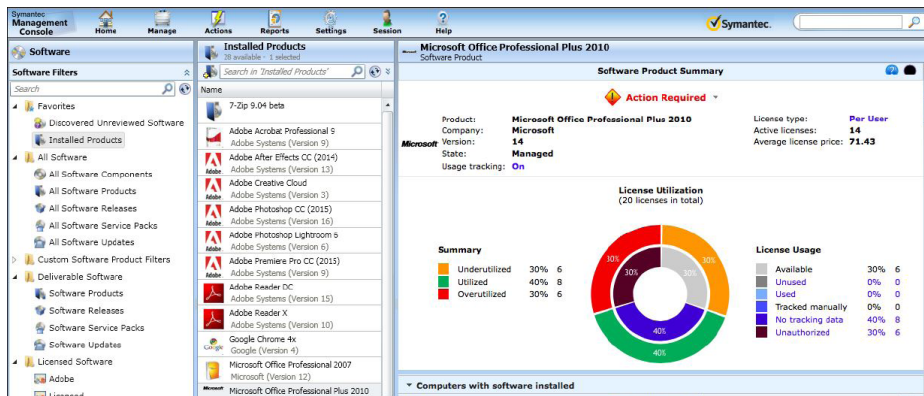 Symantec
Management
Console
Home
Manage
Actions
Reports
Settings
Session
Help
Symantec.
Software
Software Filters
Search
Favorites
Discovered Unreviewed Software
Installed Products
All Software
All Software Components
All Software Products
All Software Releases
All Software Service Packs
All Software Updates
Custom Software Product Filters
Deliverable Software
Software Products
Software Releases
Software Service Packs
Software Updates
Licensed Software
Adobe
Licensed
Installed Products
28 available - 1 selected
Search in 'Installed Products'
Name
7-Zip 9.04 beta
Adobe Acrobat Professional 9
Adobe Systems (Version 9)
Adobe After Effects CC (2014)
Adobe Systems (Version 13)
Adobe Creative Cloud
Adobe Systems (Version 3)
Adobe Photoshop CC (2015)
Adobe Systems (Version 16)
Adobe Photoshop Lightroom 6
Adobe Systems (Version 6)
Adobe Premiere Pro CC (2015)
Adobe Systems (Version 9)
Adobe Reader DC
Adobe Systems (Version 15)
Adobe Reader X
Adobe Systems (Version 10)
Google Chrome 4x
Google (Version 4)
Microsoft Office Professional 2007
Microsoft (Version 12)
Microsoft Office Professional Plus 2010
Microsoft Office Professional Plus 2010
Software Product
Software Product Summary
Action Required
Microsoft
Product: Microsoft Office Professional Plus 2010
Company: Microsoft
Version: 14
State: Managed
Usage tracking: On
License type: Per User
Active licenses: 14
Average license price: 71.43
License Utilization
(20 licenses in total)
Summary
Underutilized 30% 6
Utilized 40% 8
Overutilized 30% 6
30%
30%
30%
30%
40%
40%
License Usage
Available 30% 6
Unused 0% 0
Used 0% 0
Tracked manually 0% 0
No tracking data 40% 8
Unauthorized 30% 6
Computers with software installed